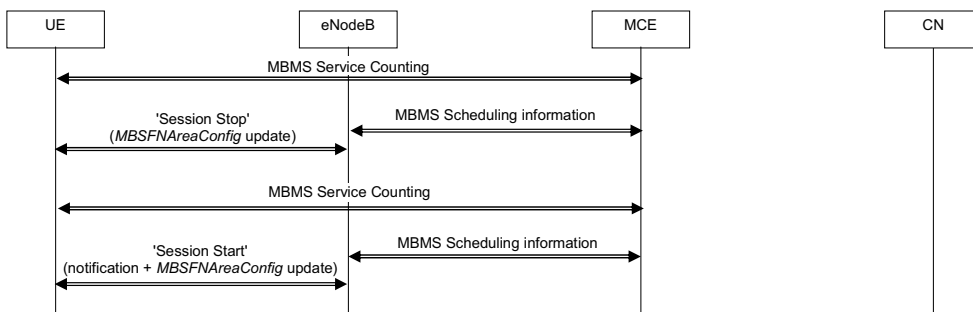 UE
eNodeB
MCE
CN
MBMS Service Counting
'Session Stop'
(MBSFNAreaConfig update)
MBMS Scheduling information
MBMS Service Counting
'Session Start'
(notification + MBSFNAreaConfig update)
MBMS Scheduling information